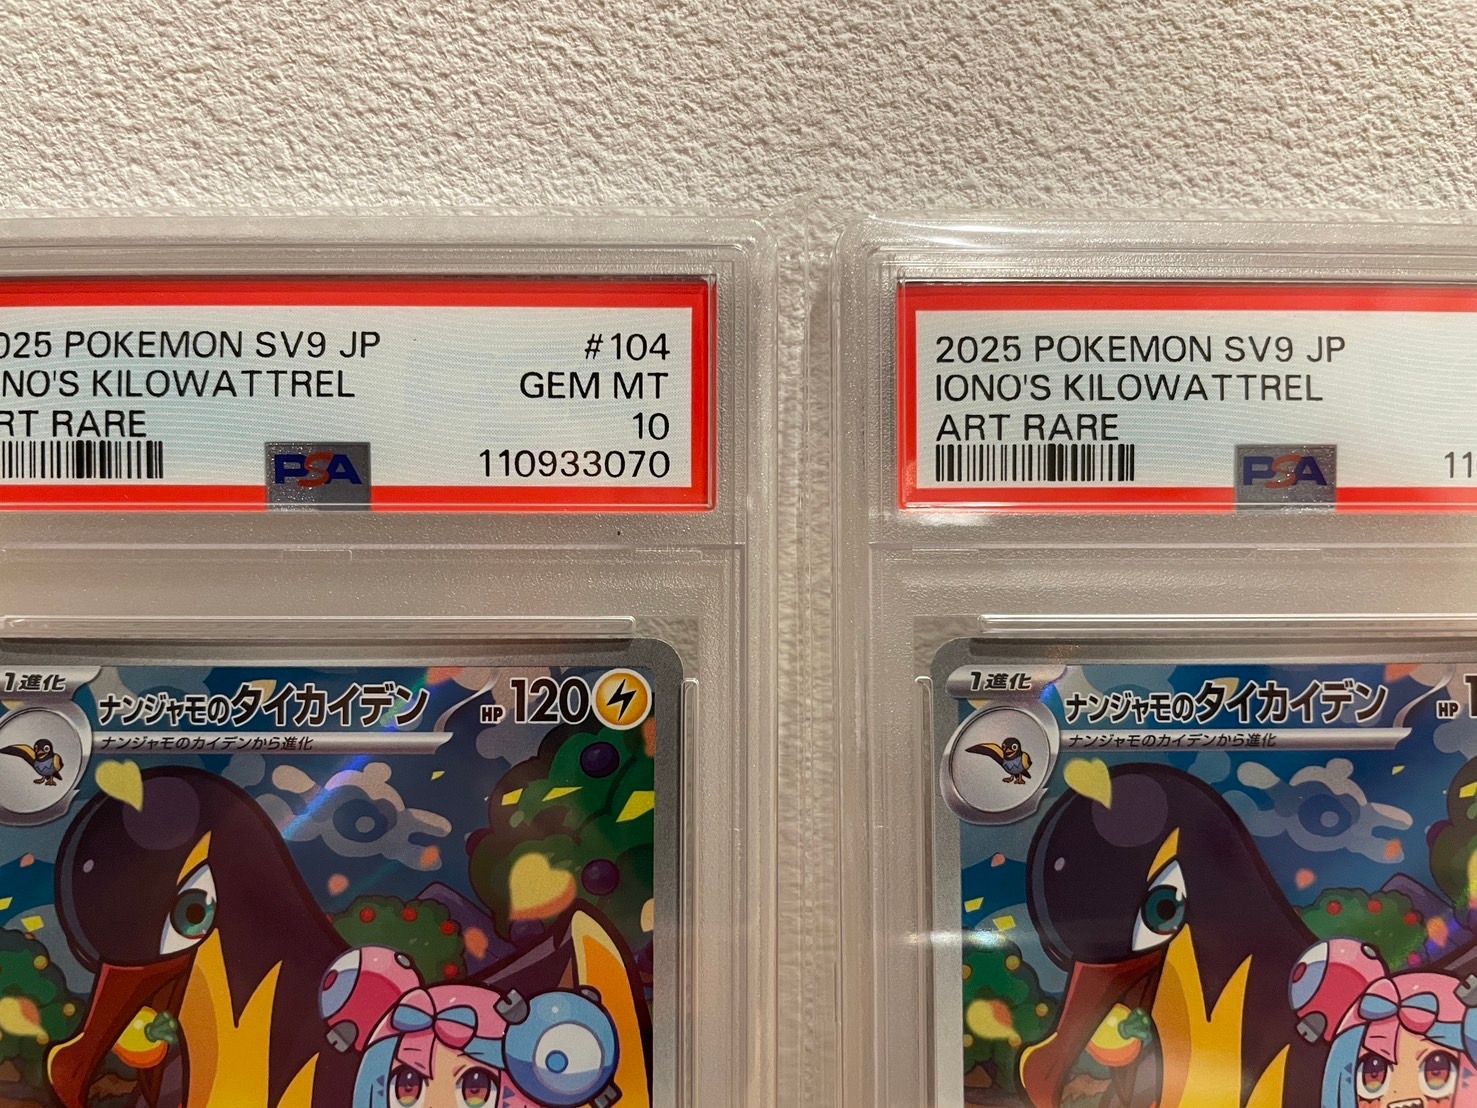 025 POKEMON SV9 JP #104
ONO'S KILOWATTREL GEM MT
RT RARE 10
PSA 110933070
1進化 ナンジャモのタイカイデン HP 120
ナンジャモのカイデンから進化
2025 POKEMON SV9 JP
IONO'S KILOWATTREL
ART RARE
PSA 11
1進化 ナンジャモのタイカイデン HP 1
ナンジャモのカイデンから進化